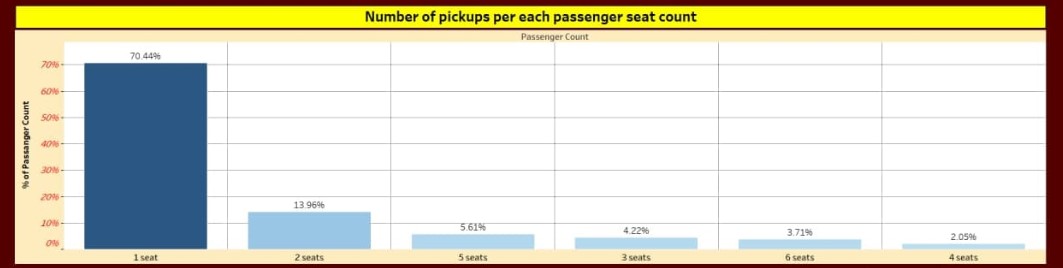 Number of pickups per each passenger seat count
Passenger Count
% of Passanger Count
70%
60%
50%
40%
30%
20%
10%
0%
70.44%
13.96%
5.61%
4.22%
3.71%
2.05%
1 seat
2 seats
5 seats
3 seats
6 seats
4 seats